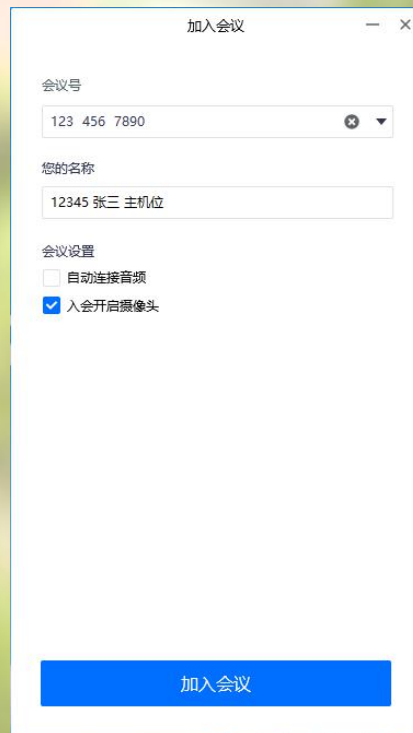 加入会议
会议号
123 456 7890
您的名称
12345 张三 主机位
会议设置
自动连接音频
入会开启摄像头
加入会议